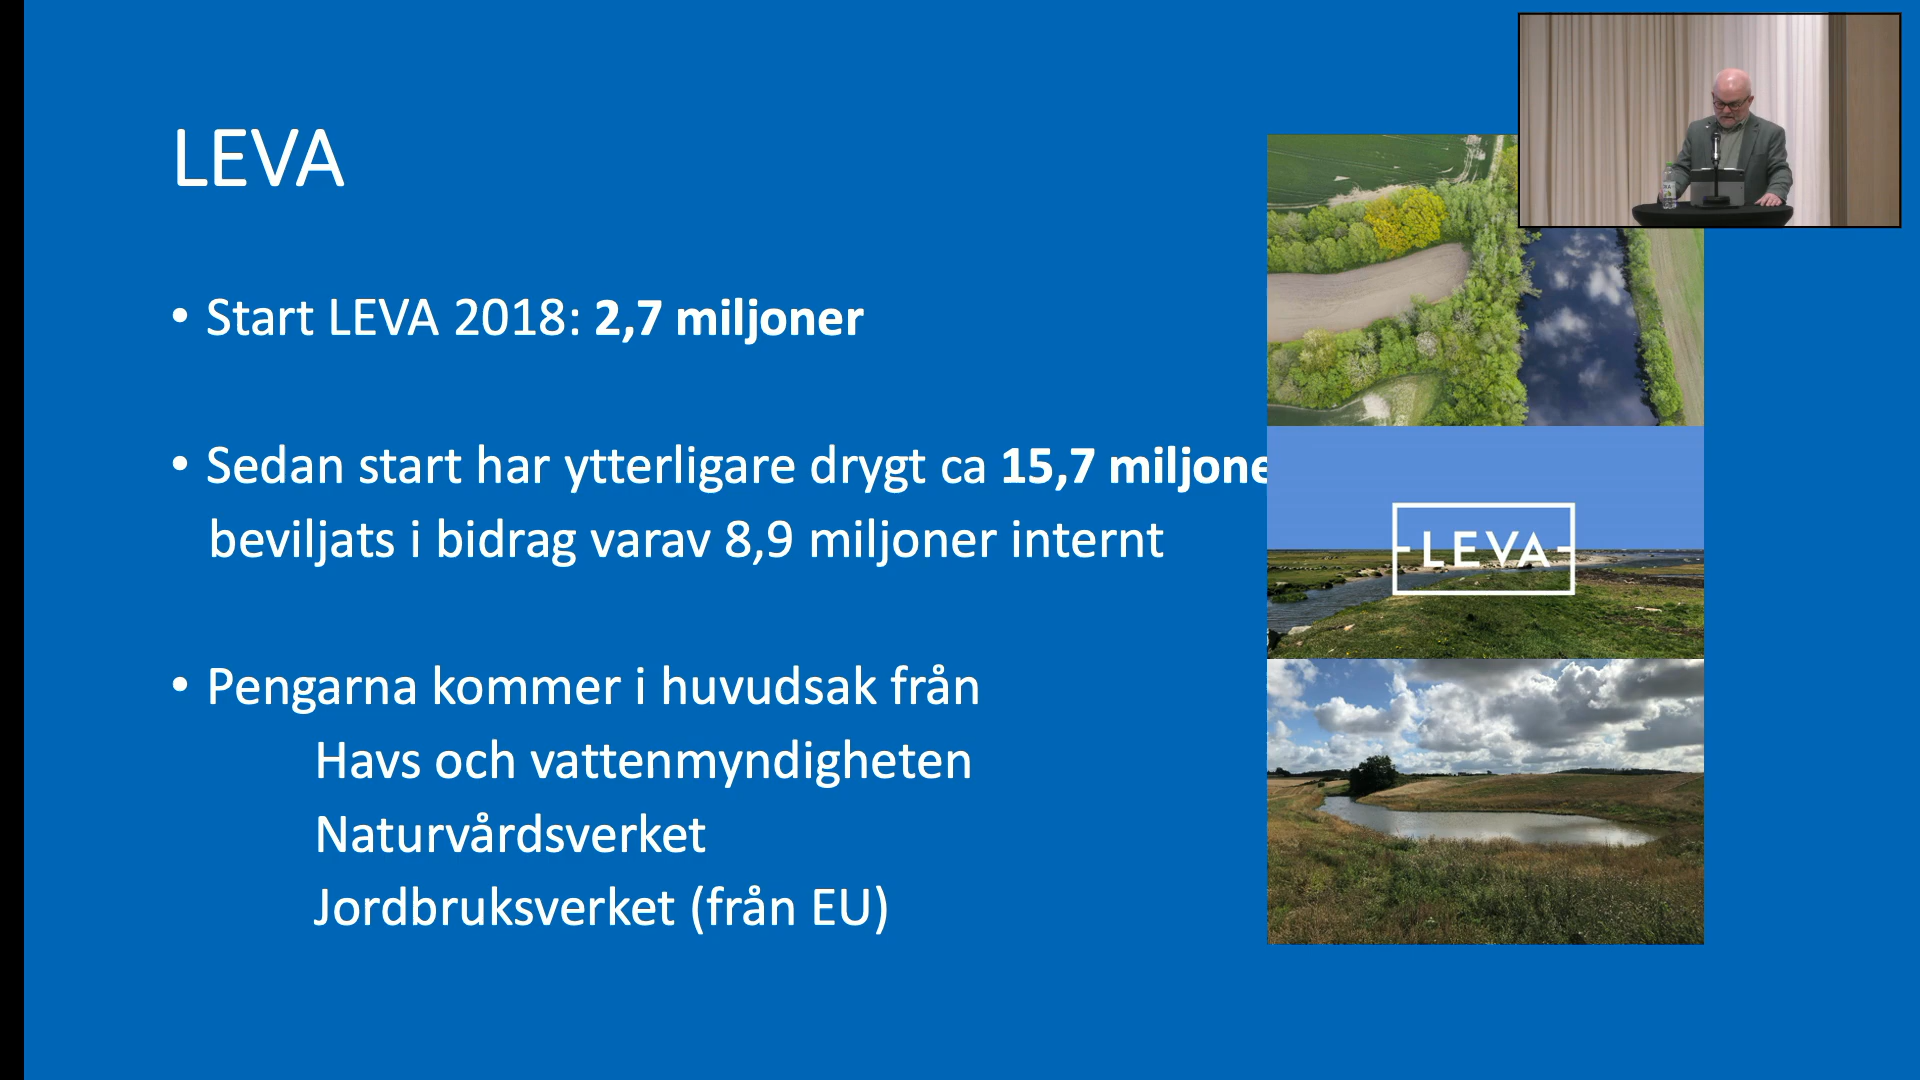 LEVA
• Start LEVA 2018: 2,7 miljoner
• Sedan start har ytterligare drygt ca 15,7 miljone
beviljats i bidrag varav 8,9 miljoner internt
• Pengarna kommer i huvudsak från
Havs och vattenmyndigheten
Naturvårdsverket
Jordbruksverket (från EU)
LEVA